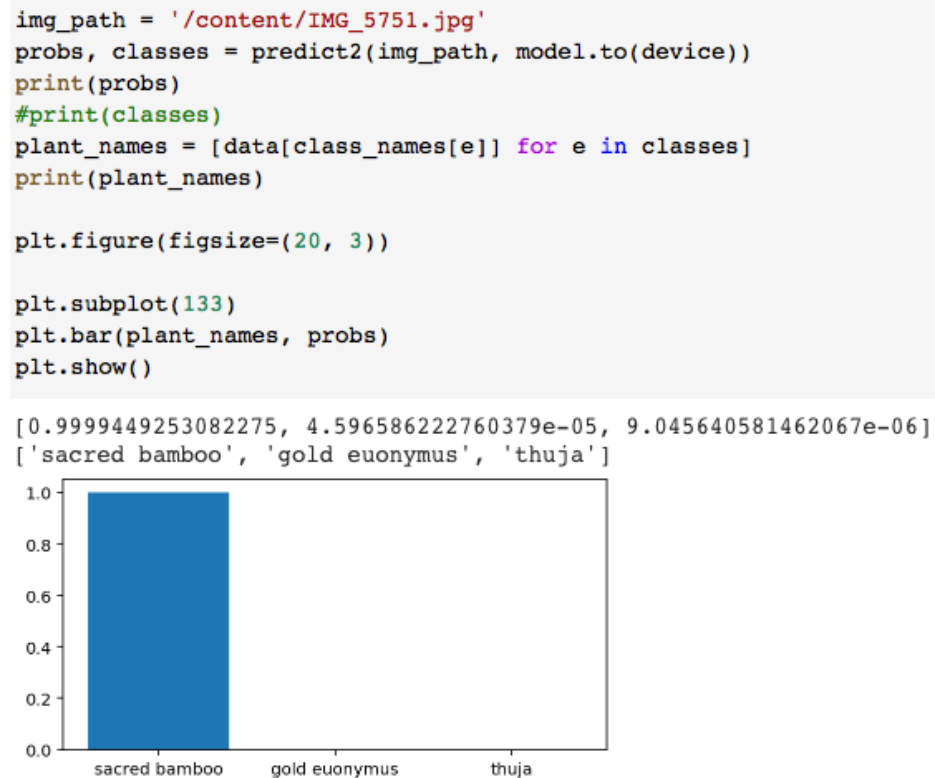 img_path = '/content/IMG_5751.jpg'
probs, classes = predict2(img_path, model.to(device))
print(probs)
#print(classes)
plant_names = [data[class_names[e]] for e in classes]
print(plant_names)
plt.figure(figsize=(20, 3))
plt.subplot(133)
plt.bar(plant_names, probs)
plt.show()
[0.9999449253082275, 4.596586222760379e-05, 9.045640581462067e-06]
['sacred bamboo', 'gold euonymus', 'thuja']
1.0
0.8
0.6
0.4
0.2
0.0
sacred bamboo gold euonymus thuja